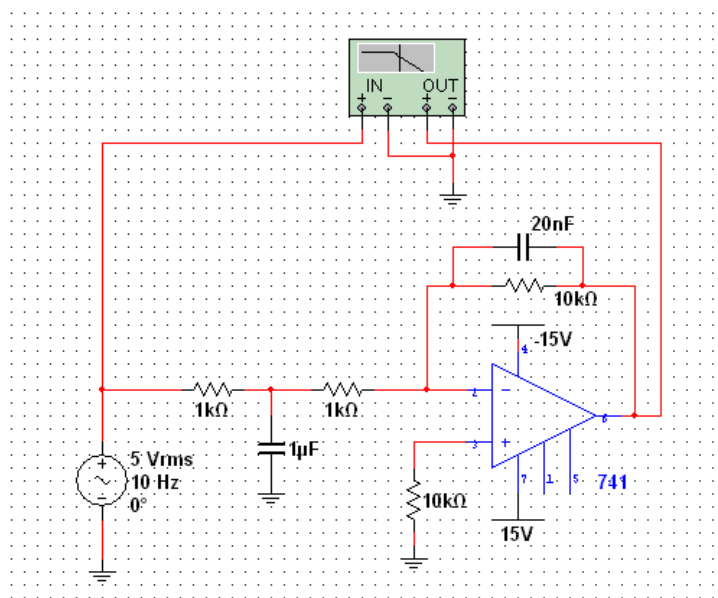 IN OUT
+ − + −
20nF
10kΩ
-15V
4
1kΩ
1kΩ
2
−
6
1µF
3
+
+
5 Vrms
10 Hz
0°
−
10kΩ
7
1
5
741
15V